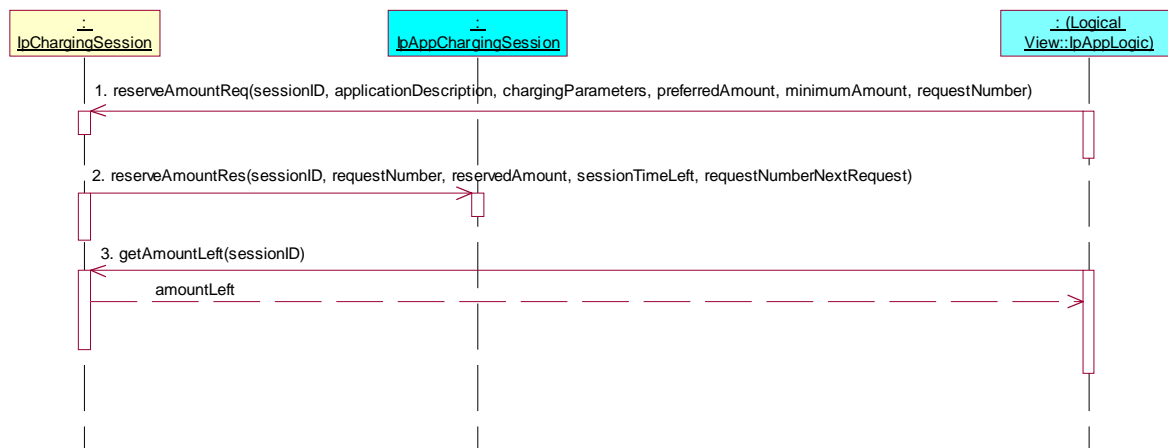 :
IpChargingSession
:
IpAppChargingSession
: (Logical
View::IpAppLogic)
1. reserveAmountReq(sessionID, applicationDescription, chargingParameters, preferredAmount, minimumAmount, requestNumber)
2. reserveAmountRes(sessionID, requestNumber, reservedAmount, sessionTimeLeft, requestNumberNextRequest)
3. getAmountLeft(sessionID)
amountLeft